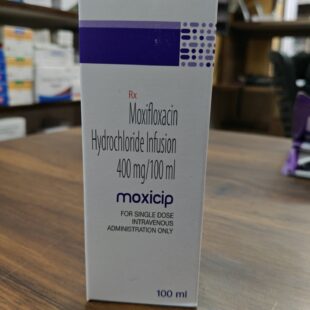 Rx
Moxifloxacin
Hydrochloride Infusion
400 mg/100 ml
moxicip
FOR SINGLE DOSE
INTRAVENOUS
ADMINISTRATION ONLY
100 ml